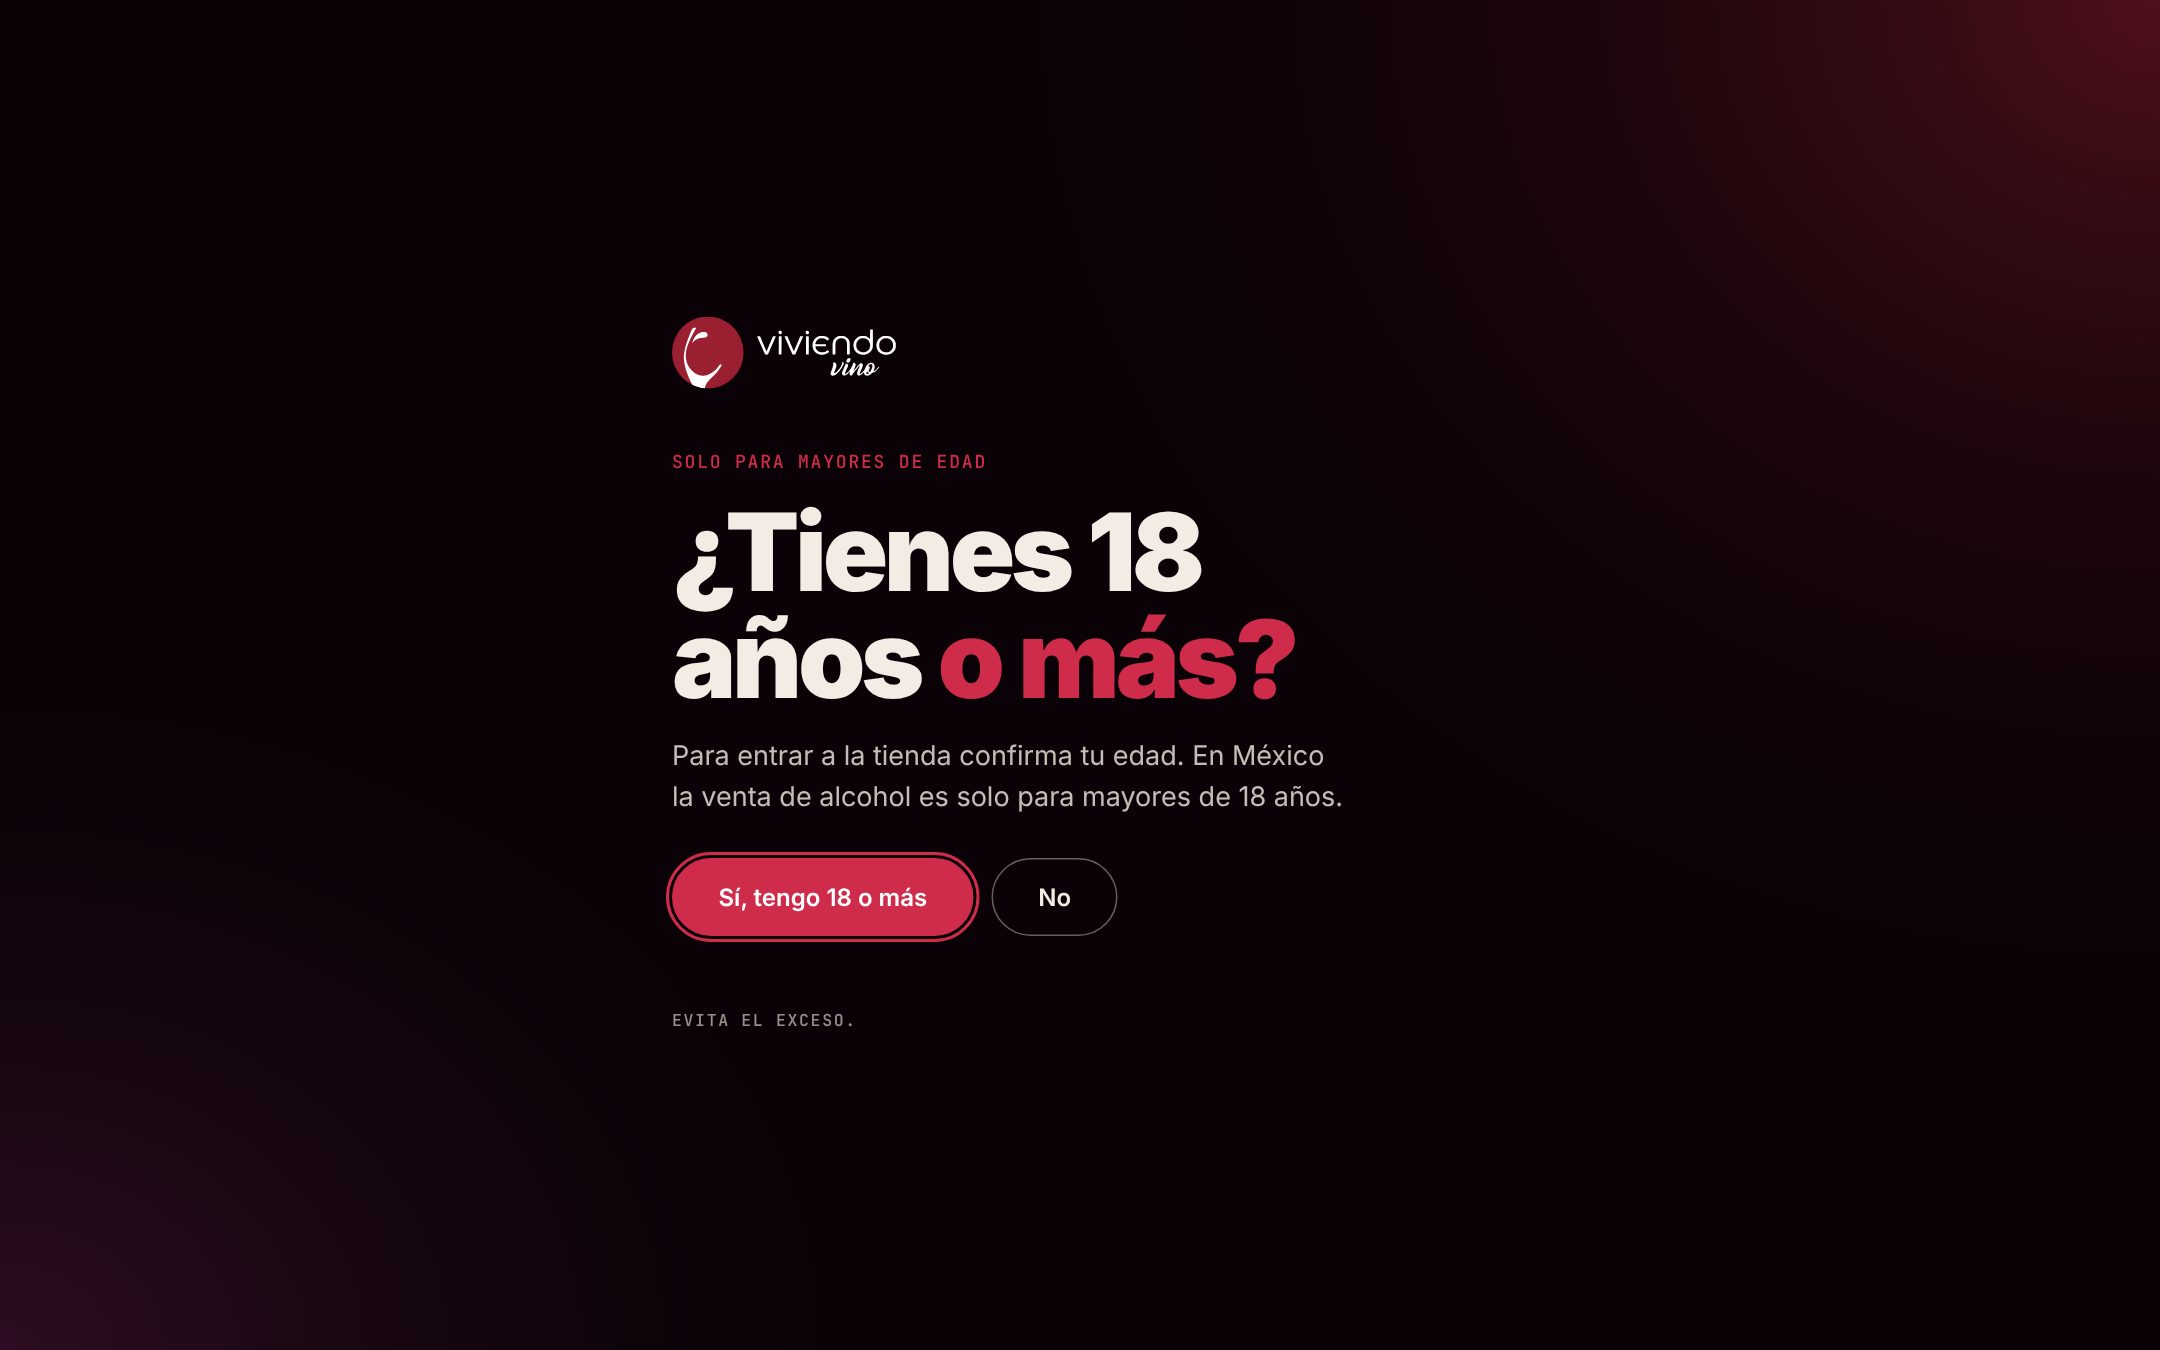 viviendo
vino
SOLO PARA MAYORES DE EDAD
¿Tienes 18
años o más?
Para entrar a la tienda confirma tu edad. En México
la venta de alcohol es solo para mayores de 18 años.
Sí, tengo 18 o más
No
EVITA EL EXCESO.